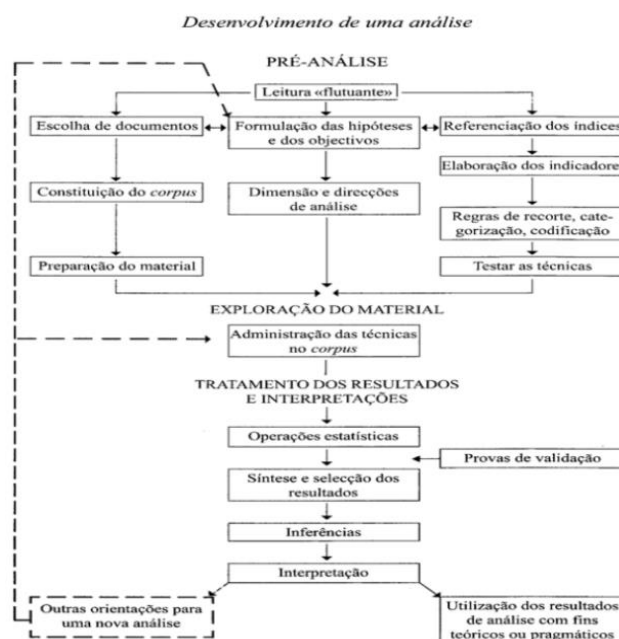 Desenvolvimento de uma análise
PRÉ-ANÁLISE
Leitura «flutuante»
Escolha de documentos
Formulação das hipóteses
e dos objectivos
Referenciação dos índices
Elaboração dos indicadores
Constituição do corpus
Dimensão e direcções
de análise
Regras de recorte, cate-
gorização, codificação
Preparação do material
Testar as técnicas
EXPLORAÇÃO DO MATERIAL
Administração das técnicas
no corpus
TRATAMENTO DOS RESULTADOS
E INTERPRETAÇÕES
Operações estatísticas
Provas de validação
Síntese e selecção dos
resultados
Inferências
Interpretação
Outras orientações para
uma nova análise
Utilização dos resultados
de análise com fins
teóricos ou pragmáticos